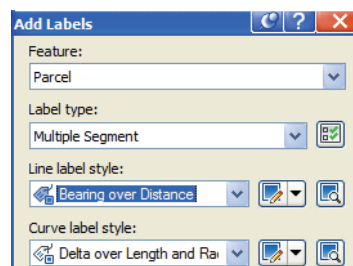 Add Labels
Feature:
Parcel
Label type:
Multiple Segment
Line label style:
Bearing over Distance
Curve label style:
Delta over Length and Ra